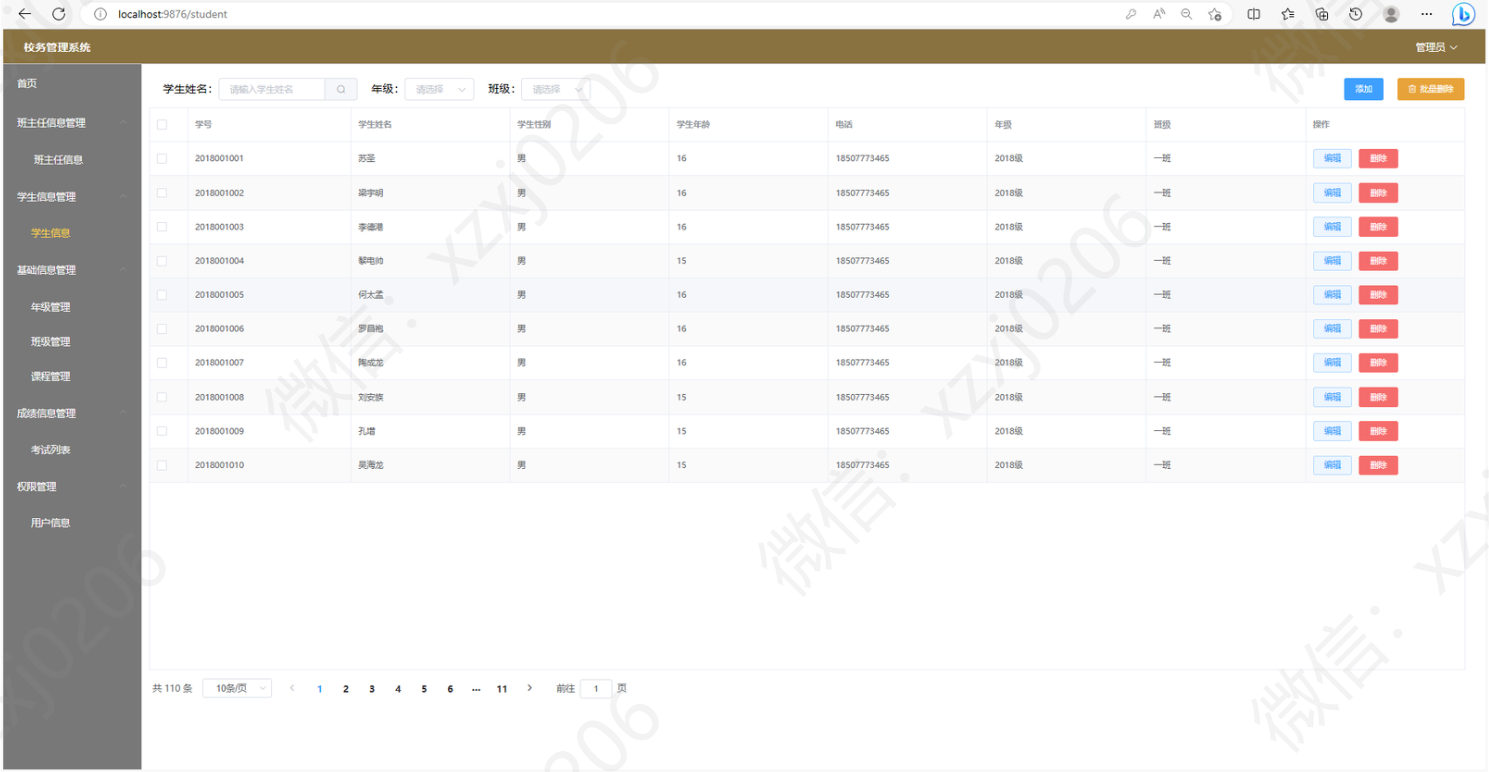 localhost:9876/student
校务管理系统
管理员
首页
班主任信息管理
班主任信息
学生信息管理
学生信息
基础信息管理
年级管理
班级管理
课程管理
成绩信息管理
考试列表
权限管理
用户信息
学生姓名： 请输入学生姓名 年级： 请选择 班级： 请选择 添加 批量删除
学号 学生姓名 学生性别 学生年龄 电话 年级 班级 操作
2018001001 苏圣 男 16 18507773465 2018级 一班 编辑 删除
2018001002 梁宇明 男 16 18507773465 2018级 一班 编辑 删除
2018001003 李德港 男 16 18507773465 2018级 一班 编辑 删除
2018001004 黎电帅 男 15 18507773465 2018级 一班 编辑 删除
2018001005 何太孟 男 16 18507773465 2018级 一班 编辑 删除
2018001006 罗昌 男 16 18507773465 2018级 一班 编辑 删除
2018001007 陶成龙 男 16 18507773465 2018级 一班 编辑 删除
2018001008 刘安 男 15 18507773465 2018级 一班 编辑 删除
2018001009 孔 男 15 18507773465 2018级 一班 编辑 删除
2018001010 吴海龙 男 15 18507773465 2018级 一班 编辑 删除
共 110 条 10条/页 1 2 3 4 5 6 ... 11 前往 1 页
微信：xzxj0206